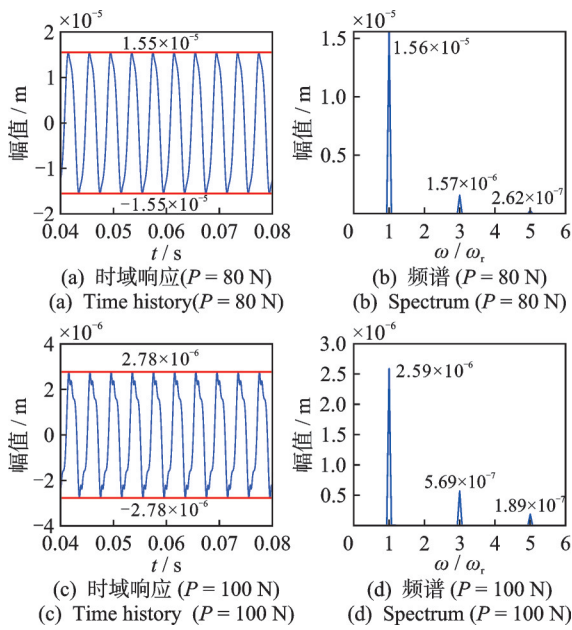 ×10⁻⁵
幅值 / m
2
1
0
−1
−2
1.55×10⁻⁵
−1.55×10⁻⁵
0.04 0.05 0.06 0.07 0.08
t / s
(a) 时域响应(P = 80 N)
(a) Time history(P = 80 N)
×10⁻⁵
幅值 / m
1.5
1.0
0.5
1.56×10⁻⁵
1.57×10⁻⁶
2.62×10⁻⁷
0 1 2 3 4 5 6
ω / ωᵣ
(b) 频谱 (P = 80 N)
(b) Spectrum (P = 80 N)
×10⁻⁶
幅值 / m
4
2
0
−2
−4
2.78×10⁻⁶
−2.78×10⁻⁶
0.04 0.05 0.06 0.07 0.08
t / s
(c) 时域响应 (P = 100 N)
(c) Time history (P = 100 N)
×10⁻⁶
幅值 / m
3.0
2.5
2.0
1.5
1.0
0.5
2.59×10⁻⁶
5.69×10⁻⁷
1.89×10⁻⁷
0 1 2 3 4 5 6
ω / ωᵣ
(d) 频谱 (P = 100 N)
(d) Spectrum (P = 100 N)